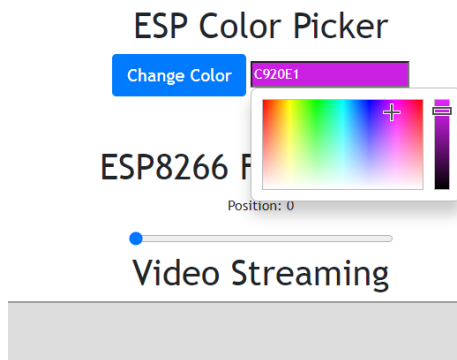 ESP Color Picker
Change Color
C920E1
ESP8266
Position: 0
Video Streaming